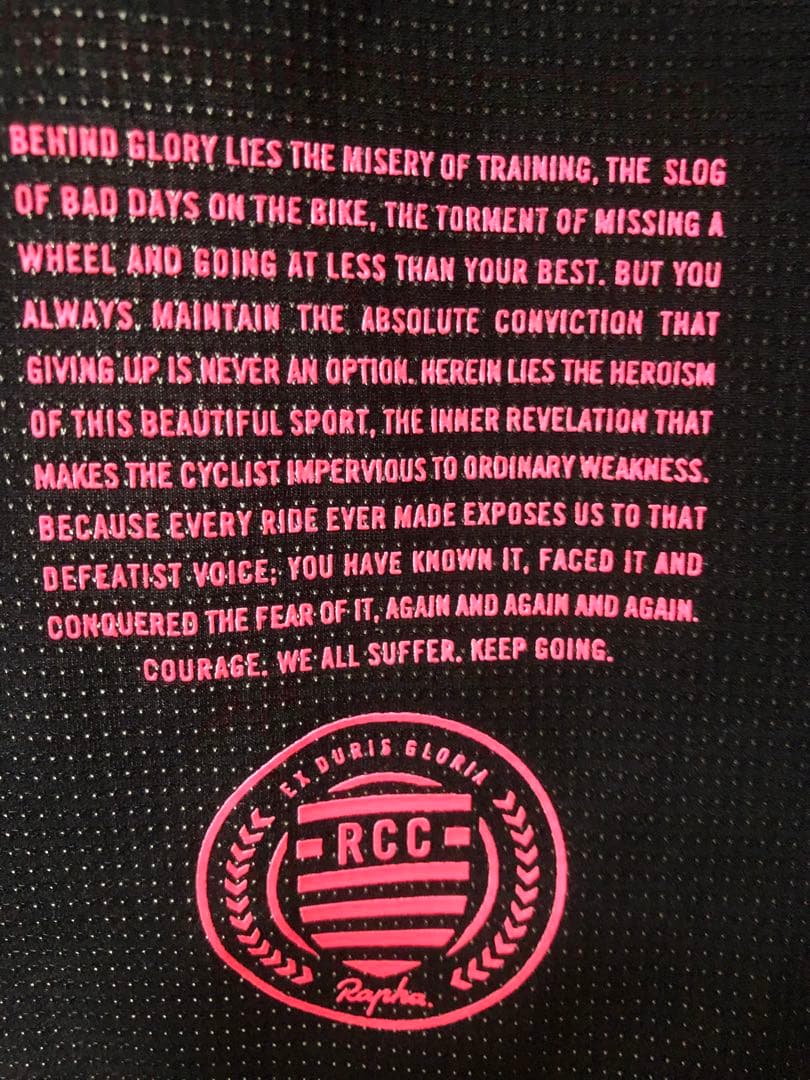 BEHIND GLORY LIES THE MISERY OF TRAINING, THE SLOG
OF BAD DAYS ON THE BIKE, THE TORMENT OF MISSING A
WHEEL AND GOING AT LESS THAN YOUR BEST. BUT YOU
ALWAYS MAINTAIN THE ABSOLUTE CONVICTION THAT
GIVING UP IS NEVER AN OPTION. HEREIN LIES THE HEROISM
OF THIS BEAUTIFUL SPORT, THE INNER REVELATION THAT
MAKES THE CYCLIST IMPERVIOUS TO ORDINARY WEAKNESS.
BECAUSE EVERY RIDE EVER MADE EXPOSES US TO THAT
DEFEATIST VOICE; YOU HAVE KNOWN IT, FACED IT AND
CONQUERED THE FEAR OF IT, AGAIN AND AGAIN AND AGAIN.
COURAGE. WE ALL SUFFER. KEEP GOING.
EX DURIS GLORIA
RCC
Rapha.